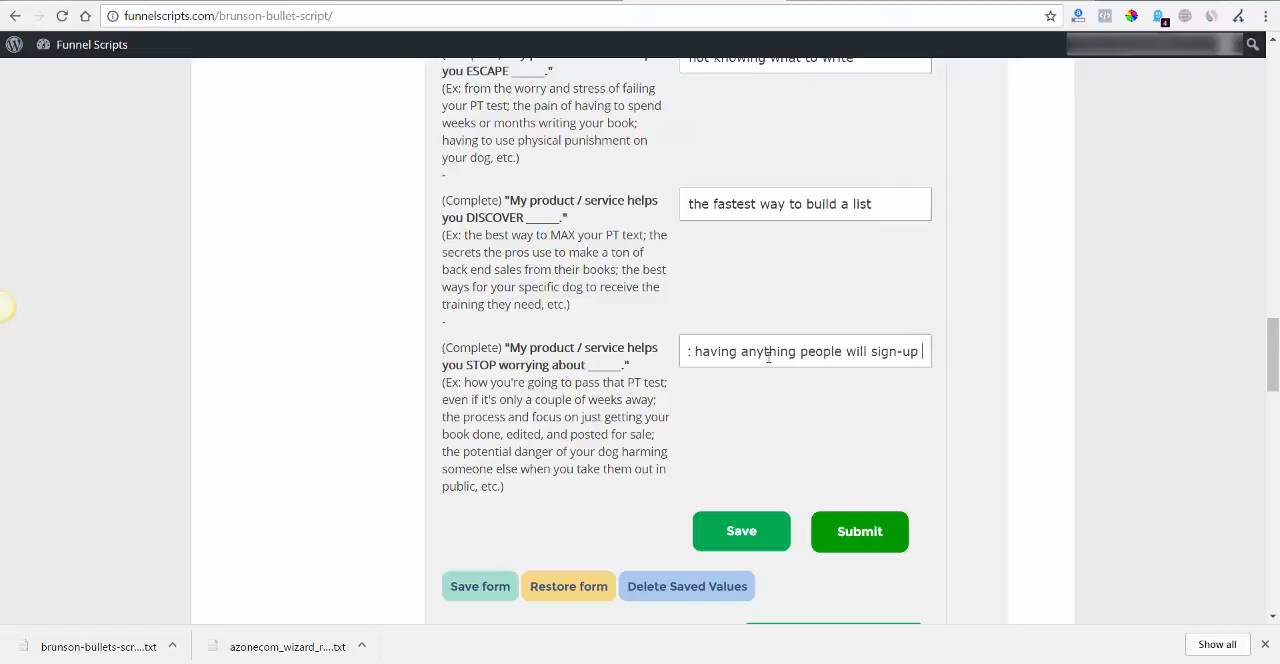 funnelscripts.com/brunson-bullet-script/
4
Funnel Scripts
you ESCAPE ______."
not knowing what to write
(Ex: from the worry and stress of failing
your PT test; the pain of having to spend
weeks or months writing your book;
having to use physical punishment on
your dog, etc.)
-
(Complete) "My product / service helps
you DISCOVER ______."
the fastest way to build a list
(Ex: the best way to MAX your PT text; the
secrets the pros use to make a ton of
back end sales from their books; the best
ways for your specific dog to receive the
training they need, etc.)
-
(Complete) "My product / service helps
you STOP worrying about ______."
: having anything people will sign-up
(Ex: how you're going to pass that PT test;
even if it's only a couple of weeks away;
the process and focus on just getting your
book done, edited, and posted for sale;
the potential danger of your dog harming
someone else when you take them out in
public, etc.)
Save Submit
Save form Restore form Delete Saved Values
brunson-bullets-scr....txt azonecom_wizard_r....txt Show all